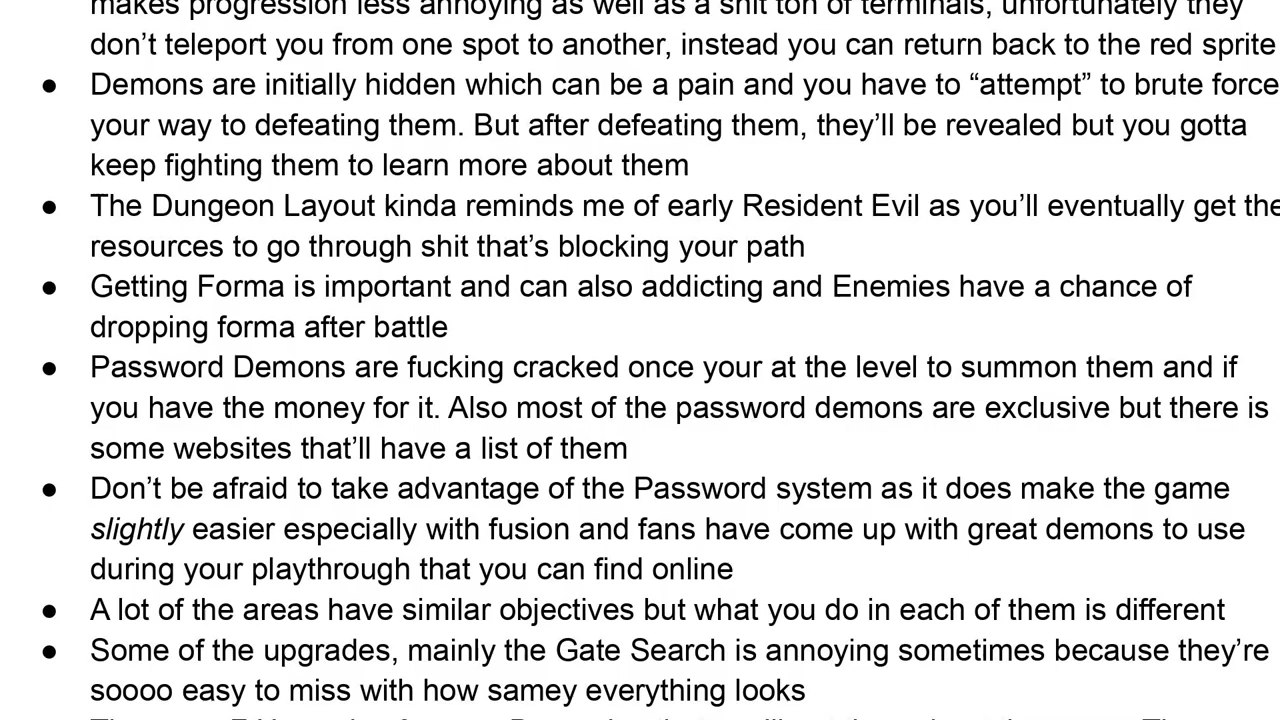 makes progression less annoying as well as a shit ton of terminals, unfortunately they
don't teleport you from one spot to another, instead you can return back to the red sprite
● Demons are initially hidden which can be a pain and you have to “attempt” to brute force
your way to defeating them. But after defeating them, they'll be revealed but you gotta
keep fighting them to learn more about them
● The Dungeon Layout kinda reminds me of early Resident Evil as you'll eventually get the
resources to go through shit that's blocking your path
● Getting Forma is important and can also addicting and Enemies have a chance of
dropping forma after battle
● Password Demons are fucking cracked once your at the level to summon them and if
you have the money for it. Also most of the password demons are exclusive but there is
some websites that'll have a list of them
● Don't be afraid to take advantage of the Password system as it does make the game
slightly easier especially with fusion and fans have come up with great demons to use
during your playthrough that you can find online
● A lot of the areas have similar objectives but what you do in each of them is different
● Some of the upgrades, mainly the Gate Search is annoying sometimes because they're
soooo easy to miss with how samey everything looks